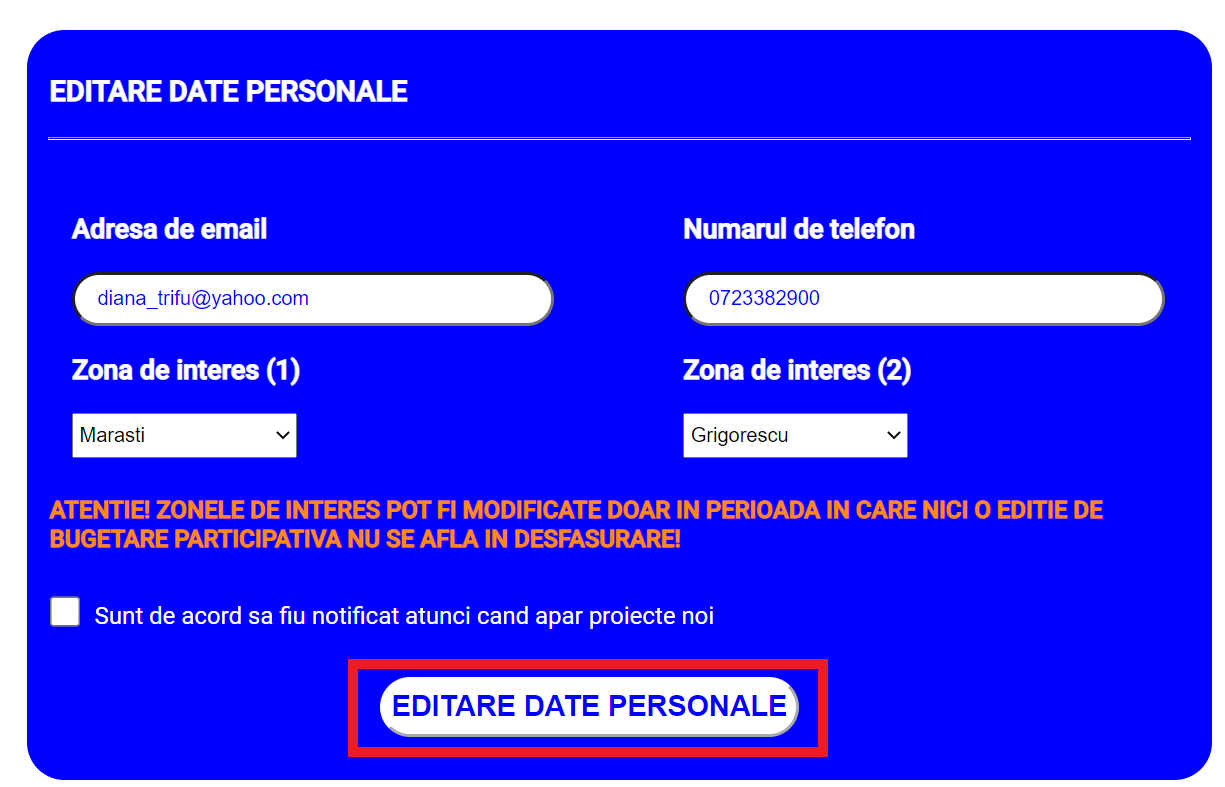 EDITARE DATE PERSONALE
Adresa de email
Numarul de telefon
diana_trifu@yahoo.com
0723382900
Zona de interes (1)
Zona de interes (2)
Marasti
Grigorescu
ATENTIE! ZONELE DE INTERES POT FI MODIFICATE DOAR IN PERIOADA IN CARE NICI O EDITIE DE
BUGETARE PARTICIPATIVA NU SE AFLA IN DESFASURARE!
Sunt de acord sa fiu notificat atunci cand apar proiecte noi
EDITARE DATE PERSONALE